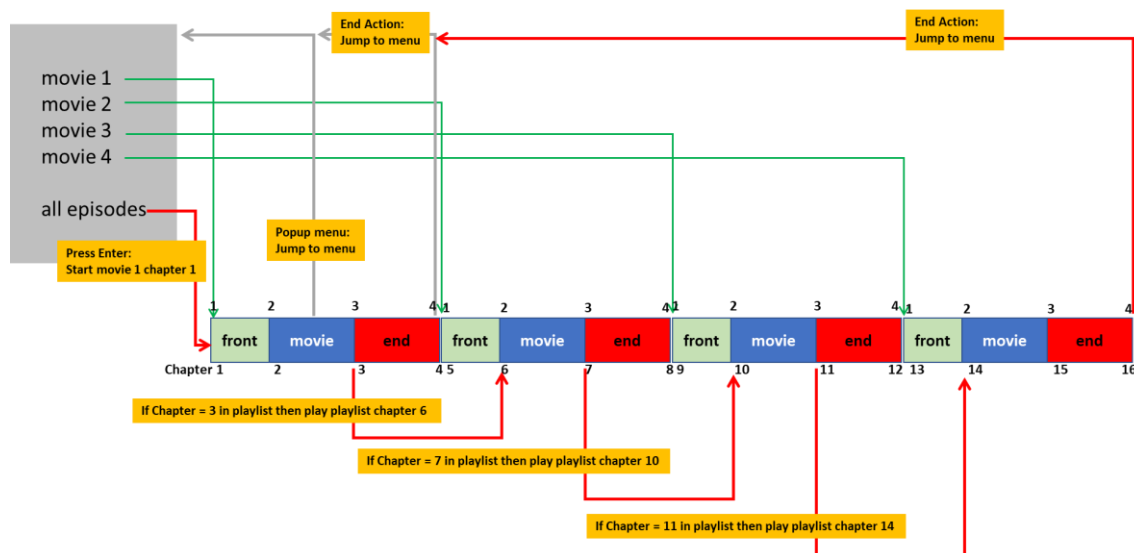 End Action:
Jump to menu
End Action:
Jump to menu
movie 1
movie 2
movie 3
movie 4
all episodes
Popup menu:
Jump to menu
Press Enter:
Start movie 1 chapter 1
1 2 3 4 1 2 3 4 1 2 3 4 1 2 3 4
front movie end front movie end front movie end front movie end
Chapter 1 2 3 4 5 6 7 8 9 10 11 12 13 14 15 16
If Chapter = 3 in playlist then play playlist chapter 6
If Chapter = 7 in playlist then play playlist chapter 10
If Chapter = 11 in playlist then play playlist chapter 14